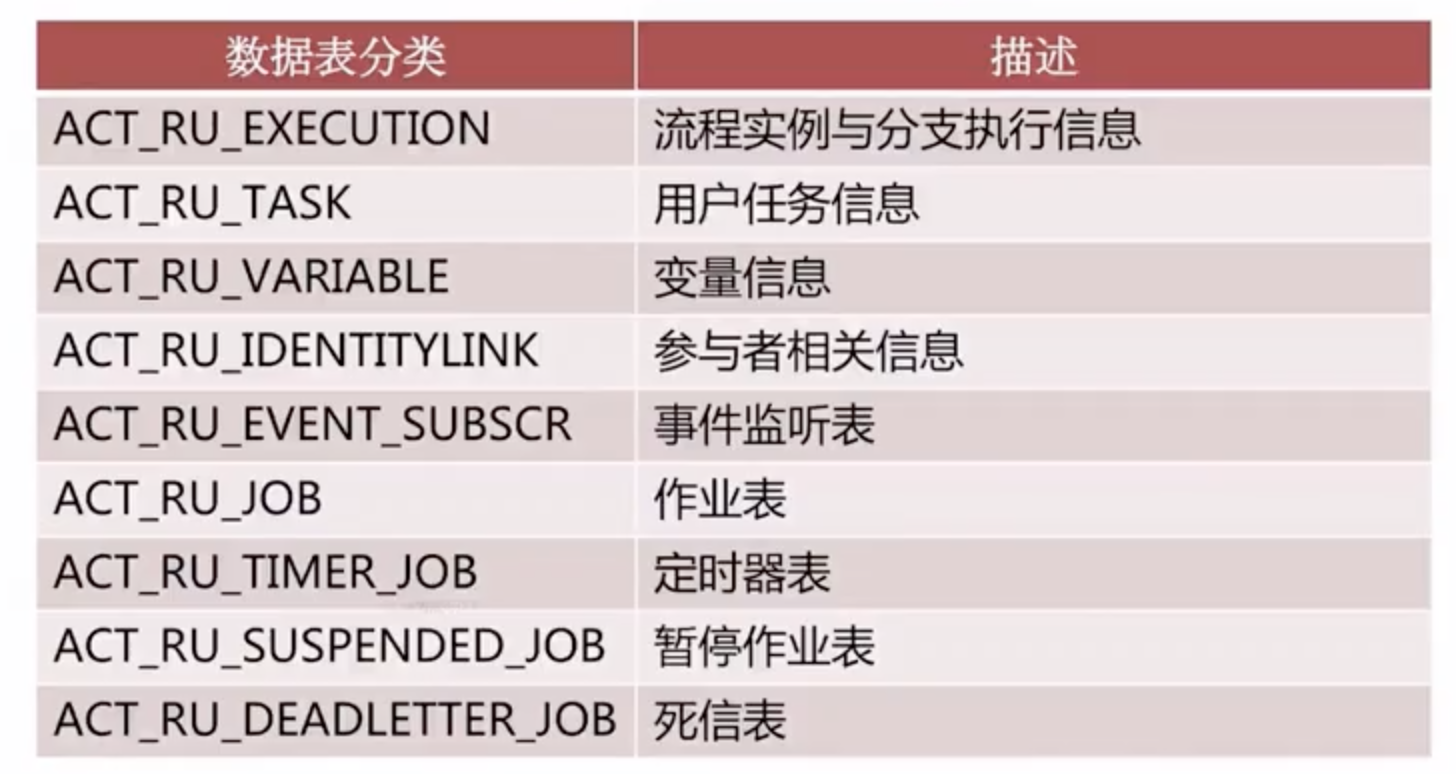 数据表分类 描述
ACT_RU_EXECUTION 流程实例与分支执行信息
ACT_RU_TASK 用户任务信息
ACT_RU_VARIABLE 变量信息
ACT_RU_IDENTITYLINK 参与者相关信息
ACT_RU_EVENT_SUBSCR 事件监听表
ACT_RU_JOB 作业表
ACT_RU_TIMER_JOB 定时器表
ACT_RU_SUSPENDED_JOB 暂停作业表
ACT_RU_DEADLETTER_JOB 死信表